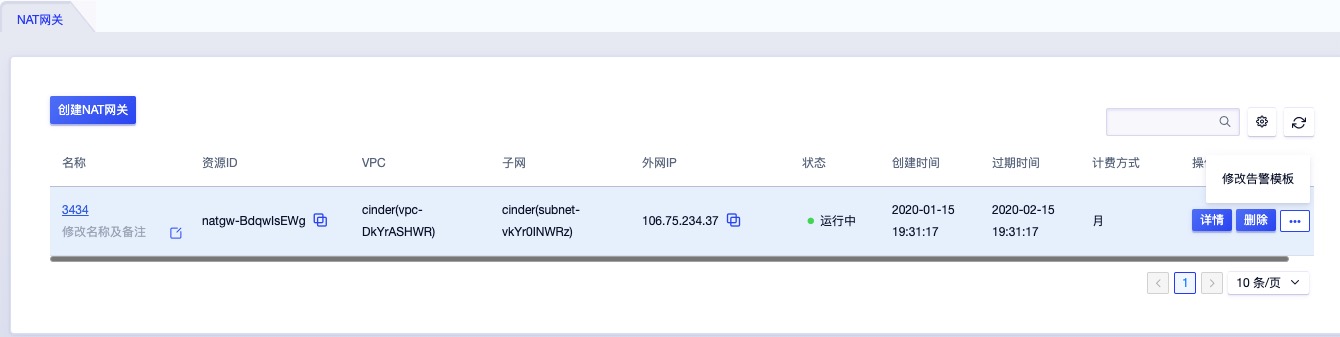 NAT网关
创建NAT网关
名称 资源ID VPC 子网 外网IP 状态 创建时间 过期时间 计费方式
修改告警模板
3434 natgw-BdqwlsEWg cinder(vpc- cinder(subnet- 106.75.234.37 运行中 2020-01-15 2020-02-15 月 详情 删除 •••
修改名称及备注 DkYrASHWR) vkYr0INWRz) 19:31:17 19:31:17
1 10 条/页